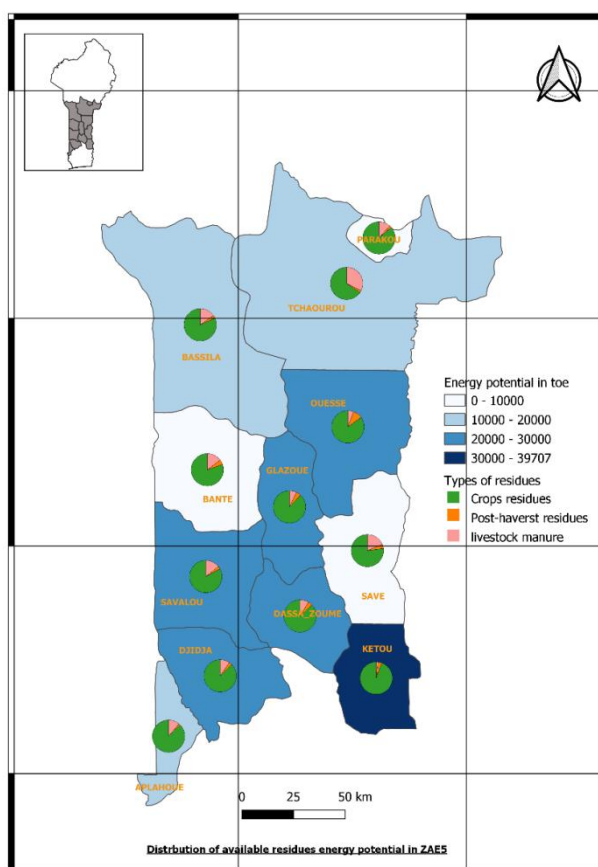 PARAKOU
TCHAOUROU
BASSILA
OUESSE
Energy potential in toe
0 - 10000
10000 - 20000
20000 - 30000
30000 - 39707
Types of residues
Crops residues
Post-haverst residues
livestock manure
GLAZOUE
BANTE
SAVE
SAVALOU
DASSA_ZOUME
DJIDJA
KETOU
APLAHOUE
0 25 50 km
Distrbution of available residues energy potential in ZAE5